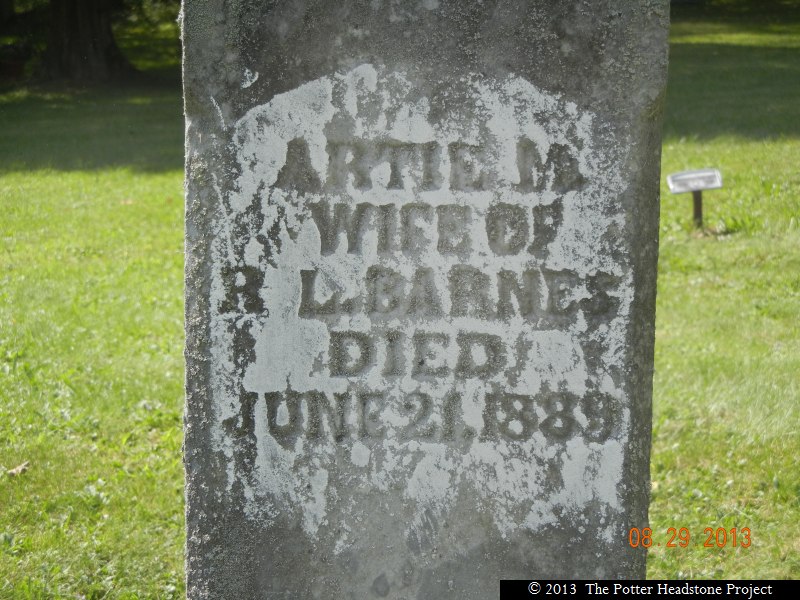 ARTIE M.
WIFE OF
R. L. BARNES
DIED
JUNE 21, 1889
08 29 2013
© 2013 The Potter Headstone Project